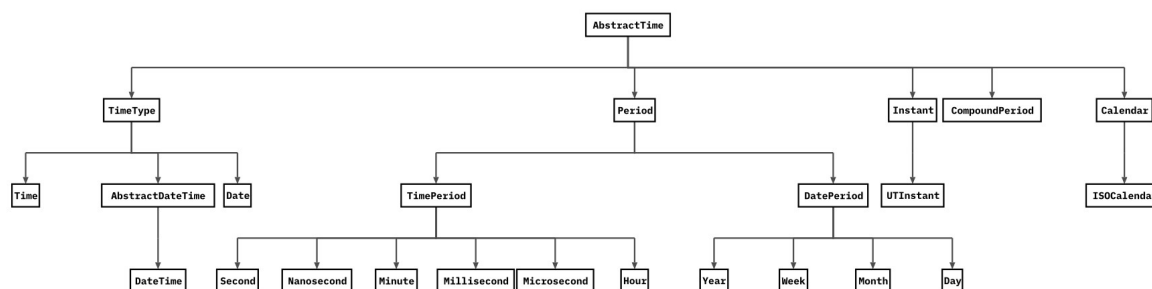 AbstractTime
TimeType Period Instant CompoundPeriod Calendar
Time AbstractDateTime Date TimePeriod DatePeriod UTInstant ISOCalendar
DateTime Second Nanosecond Minute Millisecond Microsecond Hour Year Week Month Day